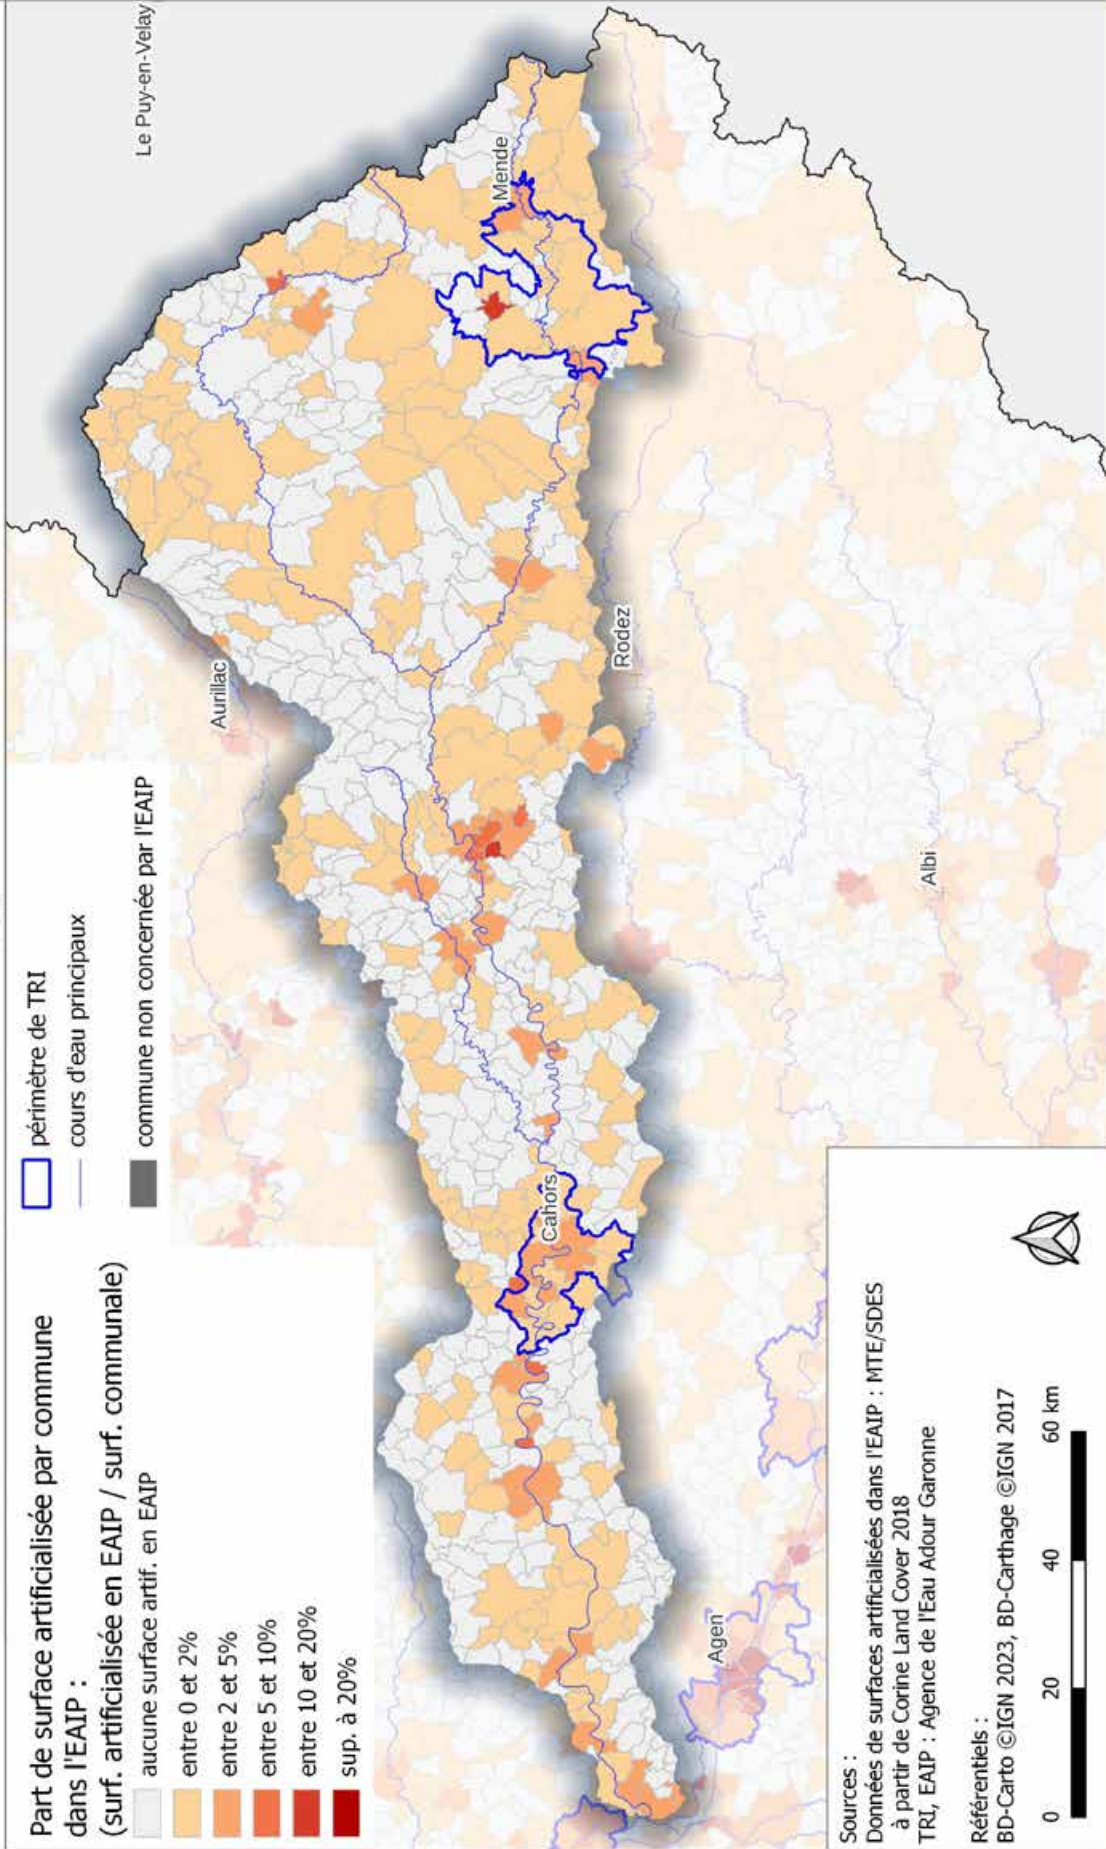 Part de surface artificialisée par commune
dans l'EAIP :
(surf. artificialisée en EAIP / surf. communale)
aucune surface artif. en EAIP
entre 0 et 2%
entre 2 et 5%
entre 5 et 10%
entre 10 et 20%
sup. à 20%
périmètre de TRI
cours d'eau principaux
commune non concernée par l'EAIP
Le Puy-en-Velay
Aurillac
Mende
Rodez
Cahors
Albi
Agen
Sources :
Données de surfaces artificialisées dans l'EAIP : MTE/SDES
à partir de Corine Land Cover 2018
TRI, EAIP : Agence de l'Eau Adour Garonne
Référentiels :
BD-Carto ©IGN 2023, BD-Carthage ©IGN 2017
0 20 40 60 km